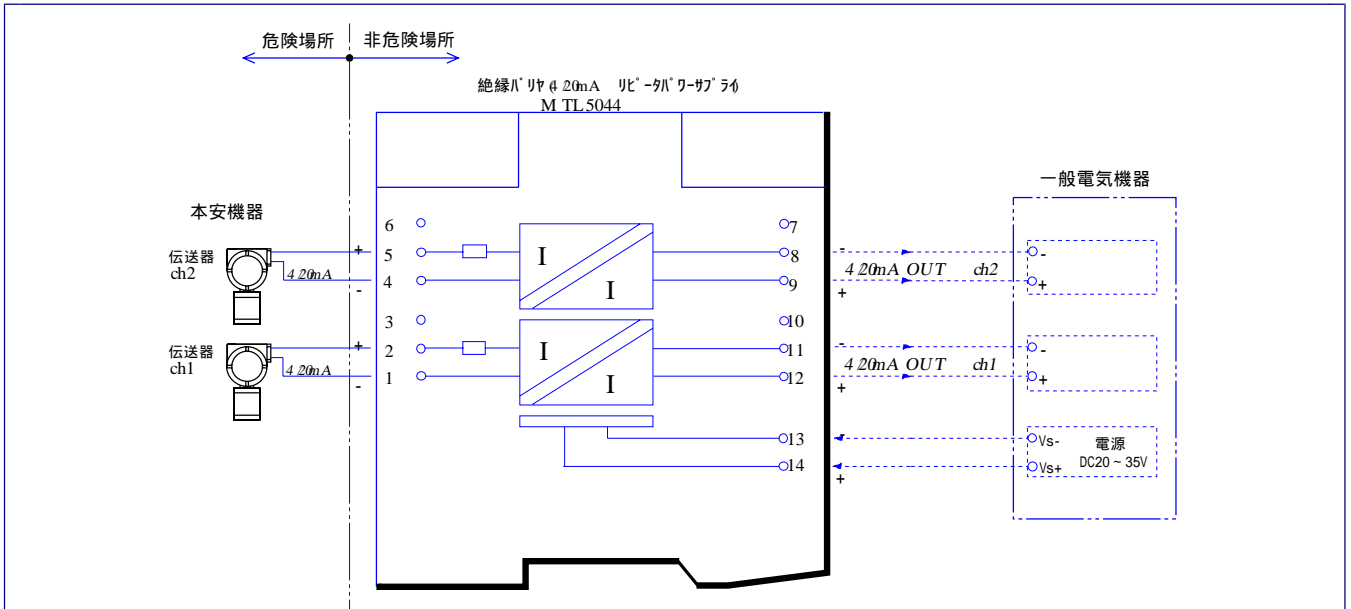 危険場所 非危険場所
絶縁ﾊﾞﾘﾔ(4/20mA ﾘﾋﾟｰﾀﾊﾟﾜｰｻﾌﾟﾗｲ)
MTL5044
一般電気機器
本安機器
伝送器
ch2
4/20mA
+
-
6
5
4
3
2
1
I
I
7
8
9
10
11
12
13
14
-
4/20mA OUT ch2
+
-
+
伝送器
ch1
4/20mA
+
-
I
I
-
4/20mA OUT ch1
+
-
+
-
+
Vs-
Vs+
電源
DC20～35V